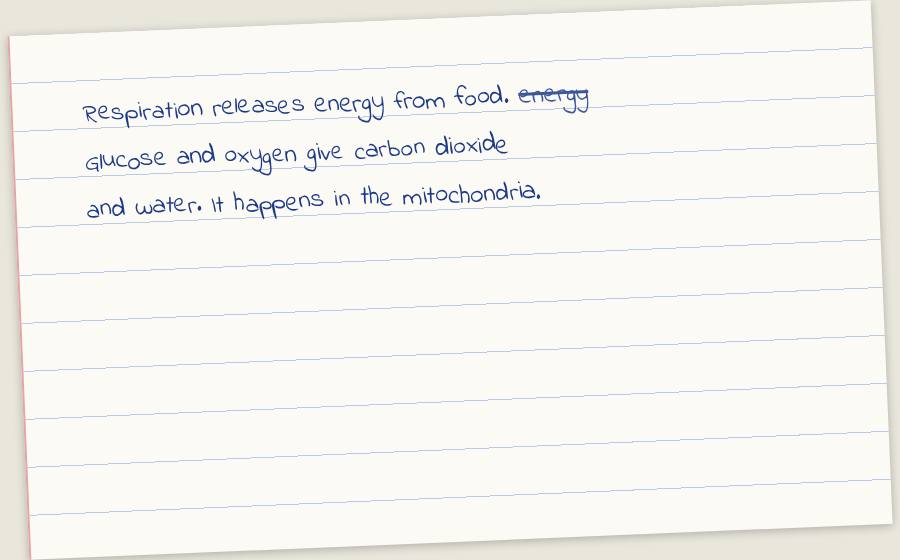 Respiration releases energy from food. ~~energy~~
Glucose and oxygen give carbon dioxide
and water. It happens in the mitochondria.